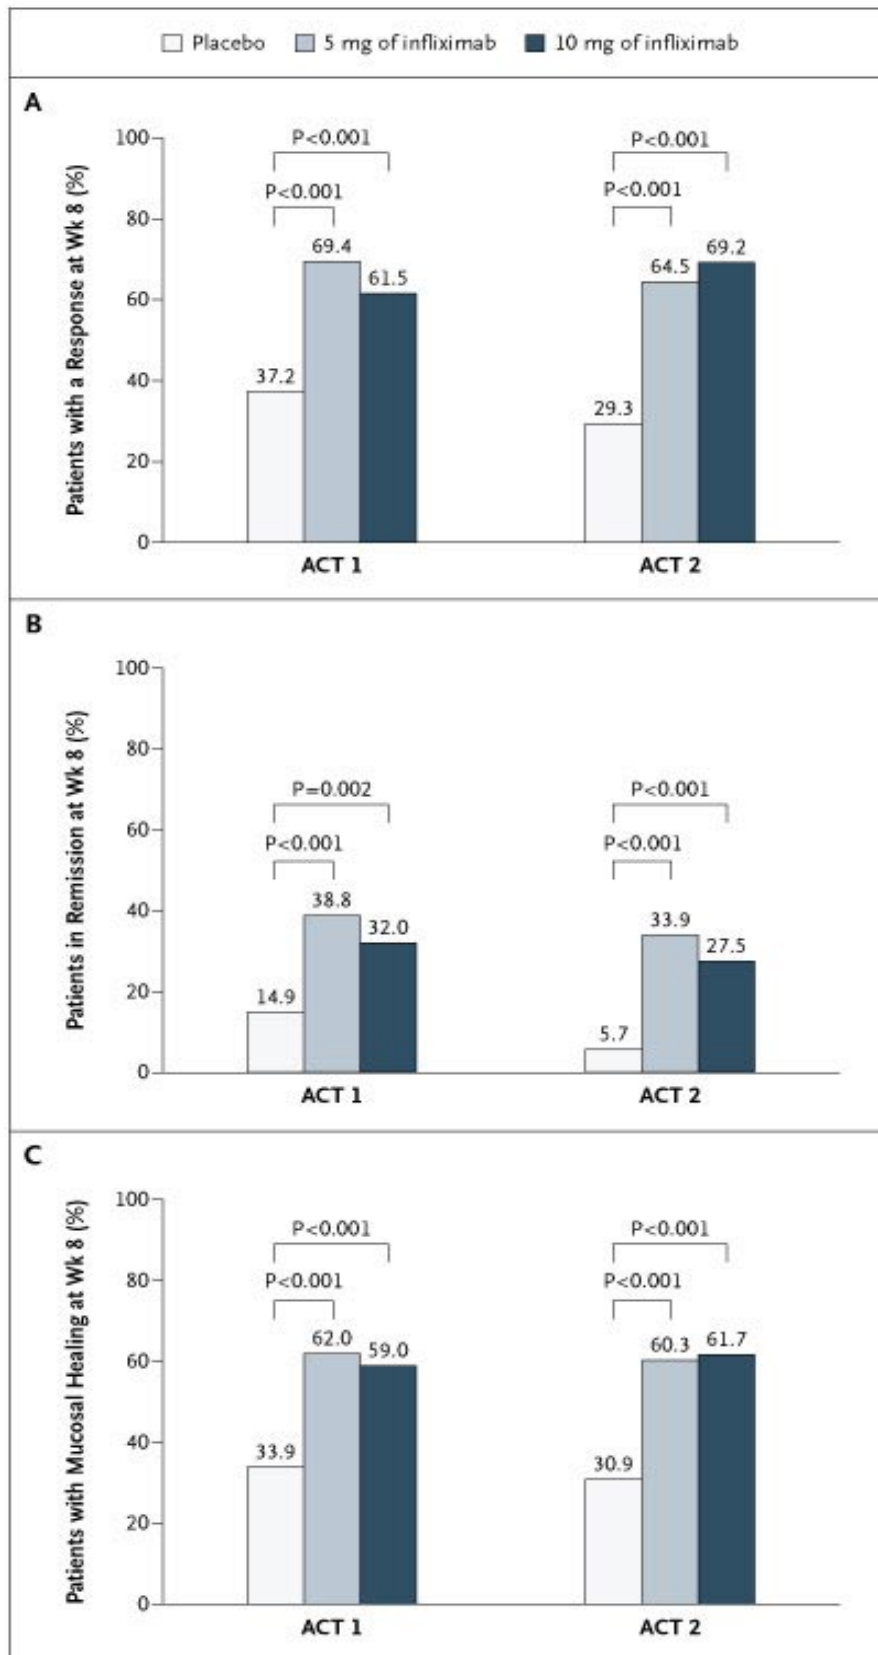 Placebo 5 mg of infliximab 10 mg of infliximab
A
Patients with a Response at Wk 8 (%)
100
80
60
40
20
0
P<0.001
P<0.001
37.2
69.4
61.5
ACT 1
P<0.001
P<0.001
29.3
64.5
69.2
ACT 2
B
Patients in Remission at Wk 8 (%)
100
80
60
40
20
0
P=0.002
P<0.001
14.9
38.8
32.0
ACT 1
P<0.001
P<0.001
5.7
33.9
27.5
ACT 2
C
Patients with Mucosal Healing at Wk 8 (%)
100
80
60
40
20
0
P<0.001
P<0.001
33.9
62.0
59.0
ACT 1
P<0.001
P<0.001
30.9
60.3
61.7
ACT 2